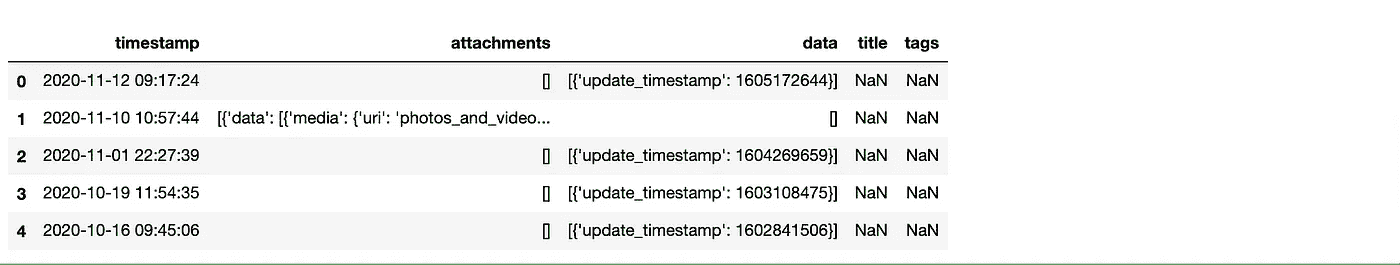 timestamp attachments data title tags
0 2020-11-12 09:17:24 [] [{'update_timestamp': 1605172644}] NaN NaN
1 2020-11-10 10:57:44 [{'data': [{'media': {'uri': 'photos_and_video... [] NaN NaN
2 2020-11-01 22:27:39 [] [{'update_timestamp': 1604269659}] NaN NaN
3 2020-10-19 11:54:35 [] [{'update_timestamp': 1603108475}] NaN NaN
4 2020-10-16 09:45:06 [] [{'update_timestamp': 1602841506}] NaN NaN